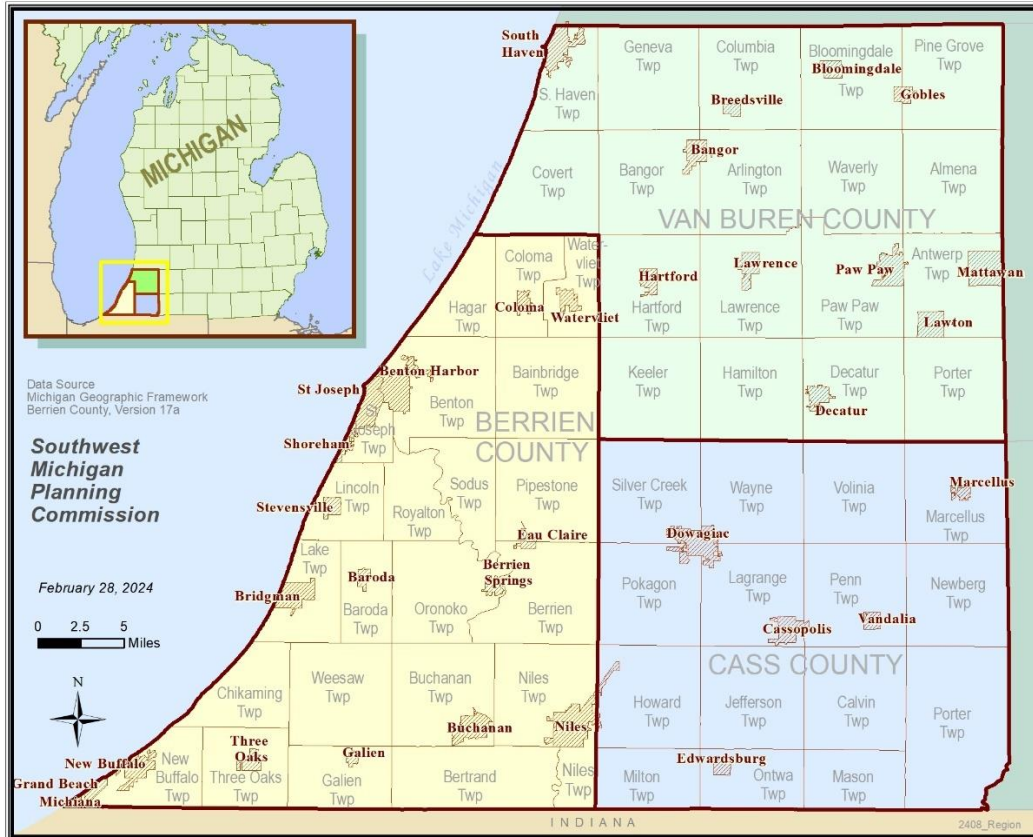 MICHIGAN
Lake Michigan
Data Source
Michigan Geographic Framework
Berrien County, Version 17a
Southwest
Michigan
Planning
Commission
February 28, 2024
0 2.5 5
Miles
N
South
Haven
S. Haven
Twp
Geneva
Twp
Columbia
Twp
Breedsville
Bloomingdale
Bloomingdale
Twp
Pine Grove
Twp
Gobles
Covert
Twp
Bangor
Bangor
Twp
Arlington
Twp
Waverly
Twp
Almena
Twp
VAN BUREN COUNTY
Hartford
Hartford
Twp
Lawrence
Lawrence
Twp
Paw Paw
Paw Paw
Twp
Antwerp
Twp
Mattawan
Lawton
Keeler
Twp
Hamilton
Twp
Decatur
Twp
Decatur
Porter
Twp
Coloma
Twp
Water-
vliet
Twp
Hagar
Twp
Coloma
Watervliet
Benton Harbor
St Joseph
Benton
Twp
Bainbridge
Twp
St
Joseph
Twp
Shoreham
BERRIEN
COUNTY
Lincoln
Twp
Stevensville
Royalton
Twp
Sodus
Twp
Pipestone
Twp
Eau Claire
Lake
Twp
Bridgman
Baroda
Baroda
Twp
Oronoko
Twp
Berrien
Springs
Berrien
Twp
Chikaming
Twp
Weesaw
Twp
Buchanan
Twp
Buchanan
Niles
Twp
Niles
New Buffalo
New
Buffalo
Twp
Grand Beach
Michiana
Three
Oaks
Three Oaks
Twp
Galien
Galien
Twp
Bertrand
Twp
Niles
Twp
Silver Creek
Twp
Wayne
Twp
Volinia
Twp
Marcellus
Marcellus
Twp
Dowagiac
Pokagon
Twp
Lagrange
Twp
Penn
Twp
Newberg
Twp
Cassopolis
Vandalia
CASS COUNTY
Howard
Twp
Jefferson
Twp
Calvin
Twp
Porter
Twp
Edwardsburg
Milton
Twp
Ontwa
Twp
Mason
Twp
INDIANA
2408_Region